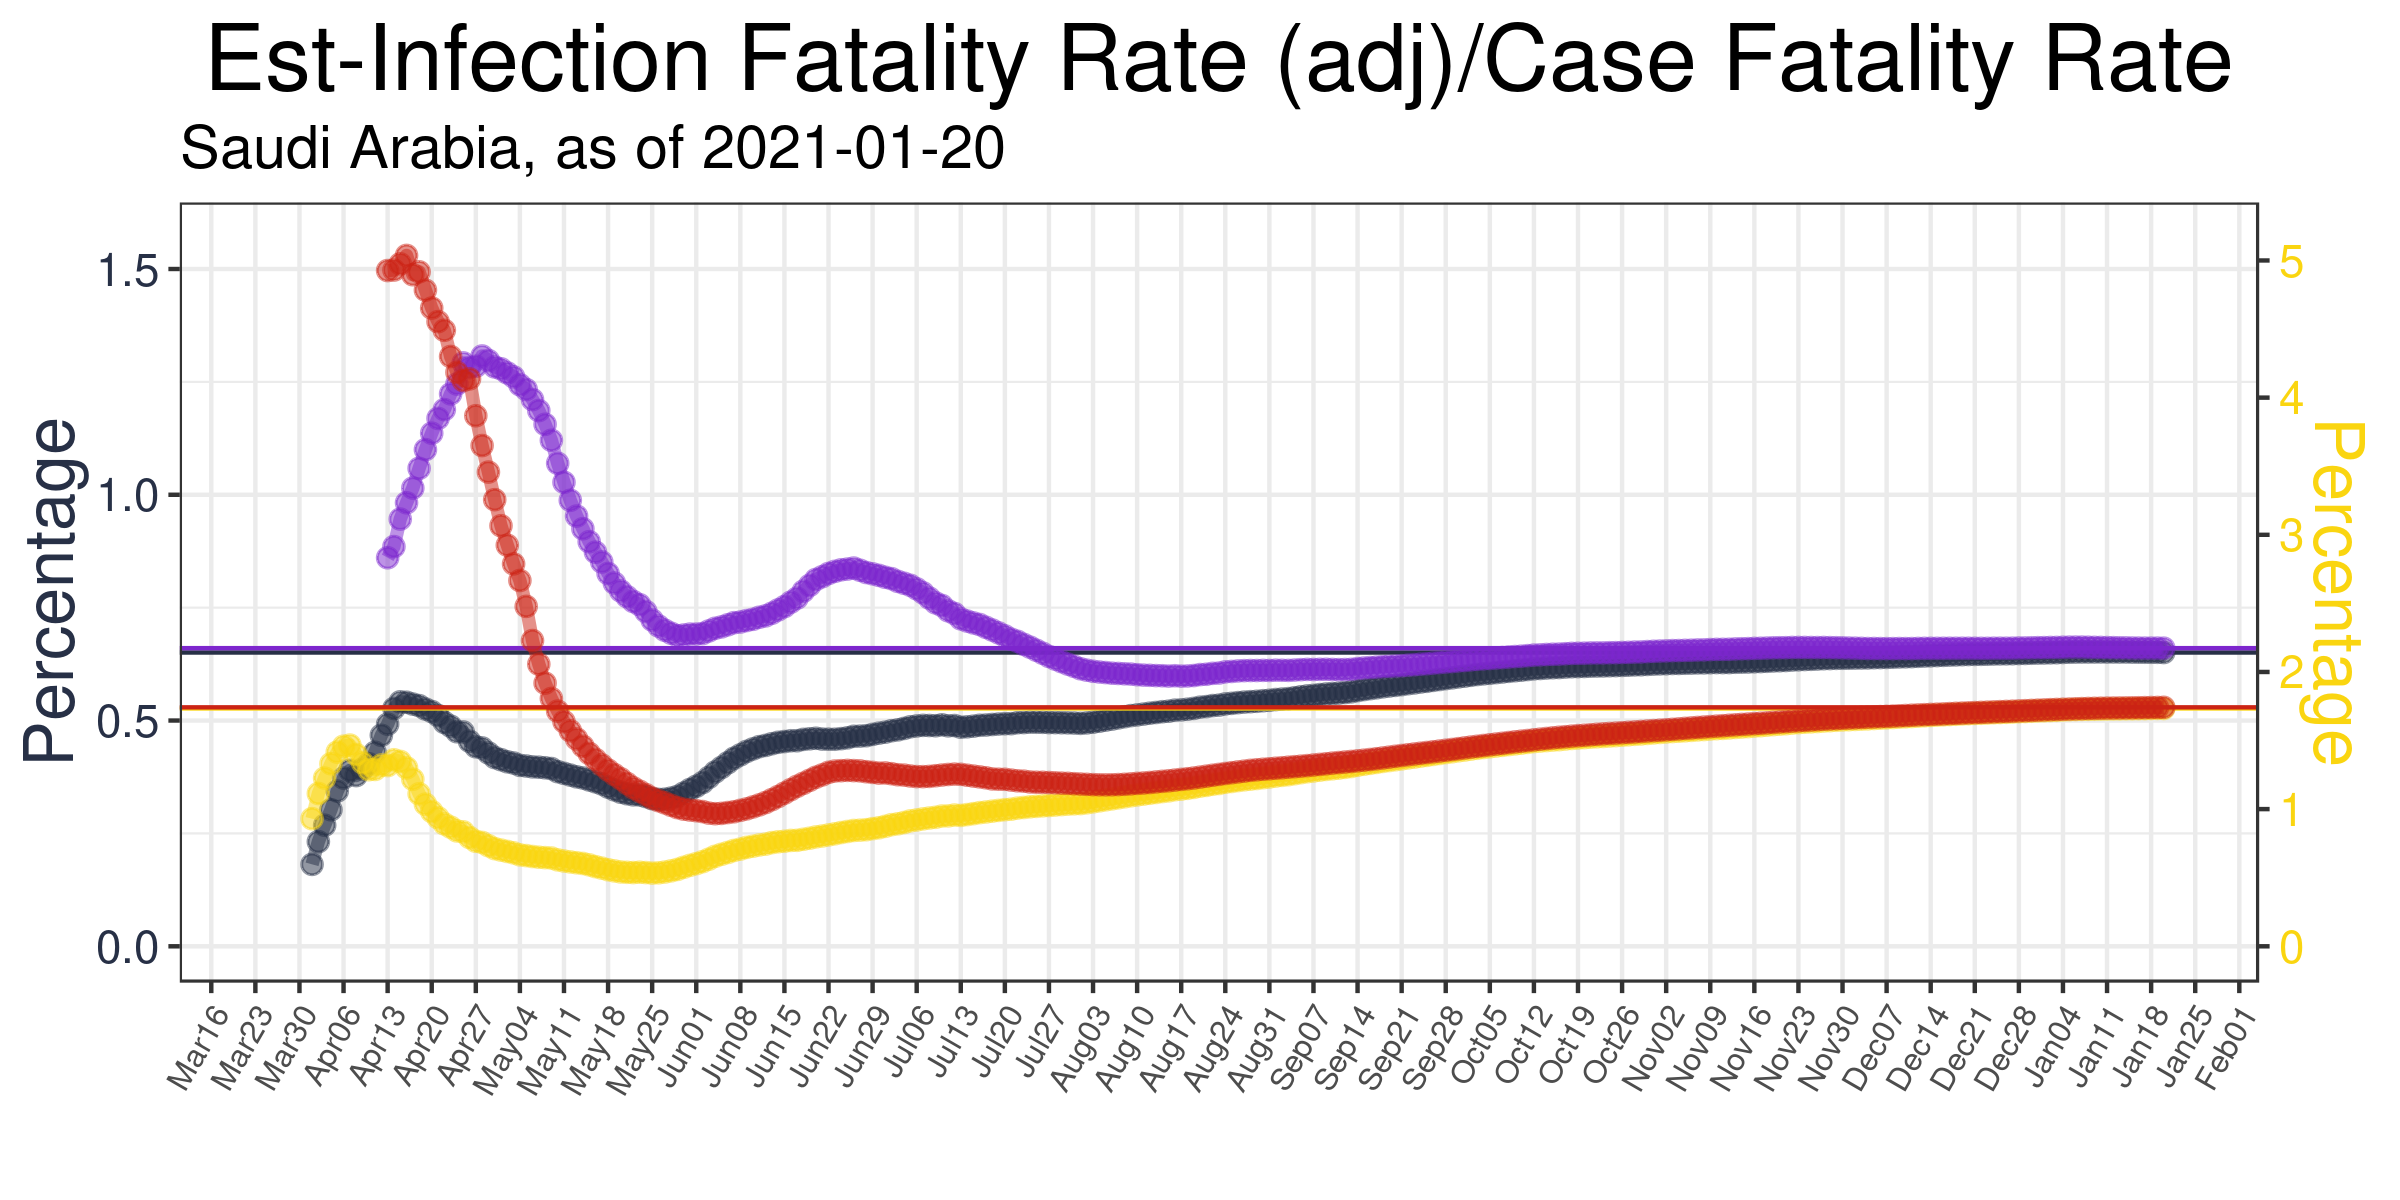 Est-Infection Fatality Rate (adj)/Case Fatality Rate
Saudi Arabia, as of 2021-01-20
Percentage
1.5
1.0
0.5
0.0
5
4
3
2
1
0
Percentage
Mar16
Mar23
Mar30
Apr06
Apr13
Apr20
Apr27
May04
May11
May18
May25
Jun01
Jun08
Jun15
Jun22
Jun29
Jul06
Jul13
Jul20
Jul27
Aug03
Aug10
Aug17
Aug24
Aug31
Sep07
Sep14
Sep21
Sep28
Oct05
Oct12
Oct19
Oct26
Nov02
Nov09
Nov16
Nov23
Nov30
Dec07
Dec14
Dec21
Dec28
Jan04
Jan11
Jan18
Jan25
Feb01